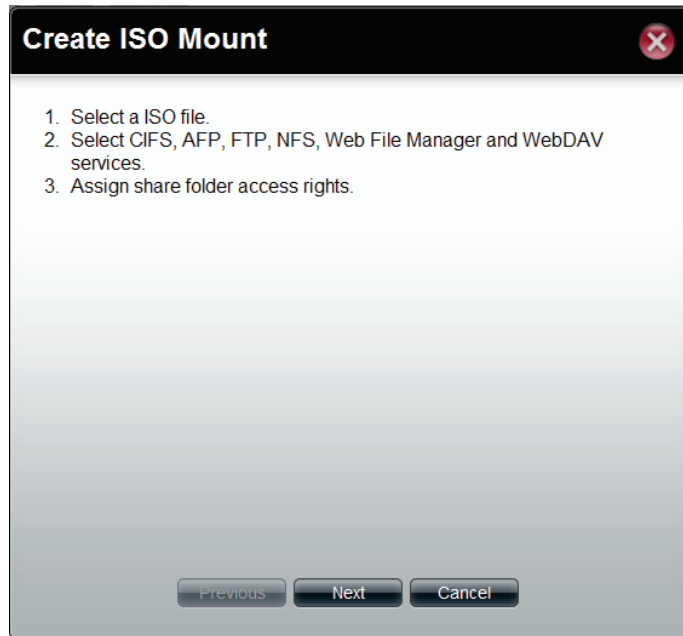 Create ISO Mount
1. Select a ISO file.
2. Select CIFS, AFP, FTP, NFS, Web File Manager and WebDAV
services.
3. Assign share folder access rights.
Previous Next Cancel